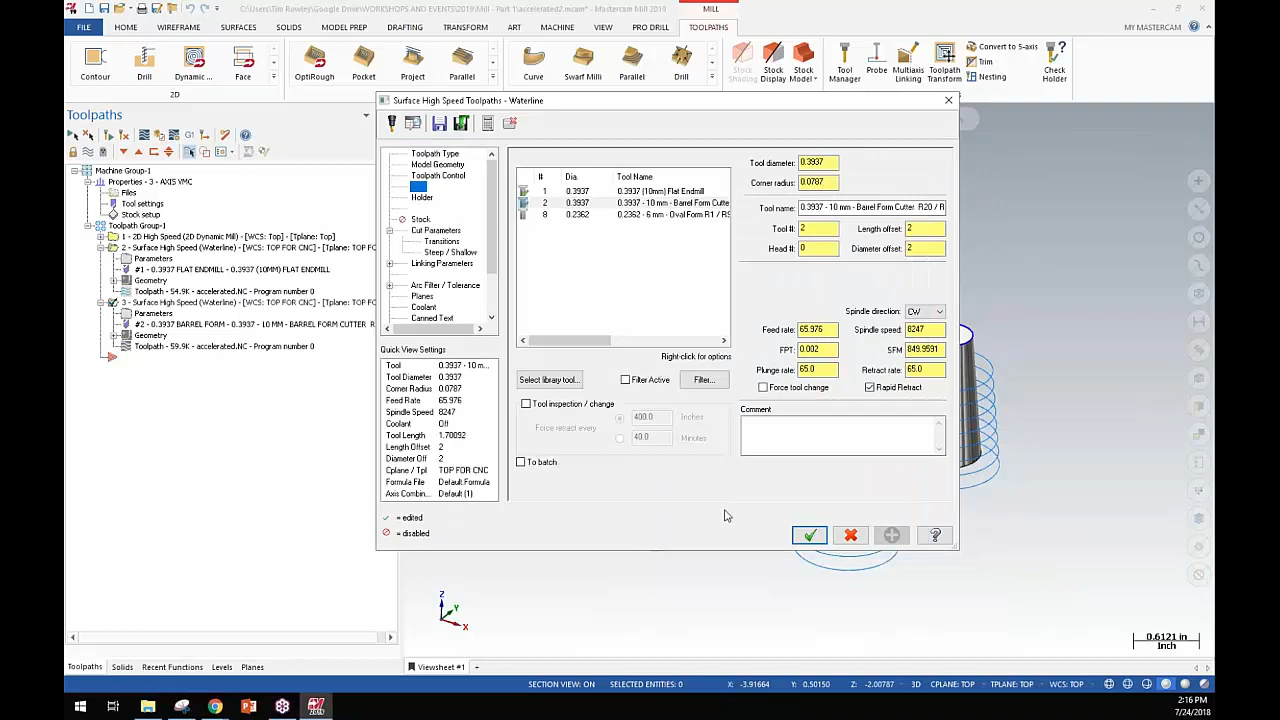 C:\Users\Tim Rowley\Google Drive\WORKSHOPS AND EVENTS\2019\Mill - Part 1\accelerated2.mcam* - Mastercam Mill 2019
MILL
FILE HOME WIREFRAME SURFACES SOLIDS MODEL PREP DRAFTING TRANSFORM ART MACHINE VIEW PRO DRILL TOOLPATHS MY MASTERCAM
Contour Drill Dynamic ... Face OptiRough Pocket Project Parallel Curve Swarf Milli Parallel Drill Stock Shading Stock Display Stock Model Tool Manager Probe Multiaxis Linking Toolpath Transform Convert to 5-axis Trim Nesting Check Holder
2D
Toolpaths
Machine Group-1
Properties - 3 - AXIS VMC
Files
Tool settings
Stock setup
Toolpath Group-1
1 - 2D High Speed (2D Dynamic Mill) - [WCS: Top] - [Tplane: Top]
2 - Surface High Speed (Waterline) - [WCS: TOP FOR CNC] - [Tplane: TOP FO
Parameters
#1 - 0.3937 FLAT ENDMILL - 0.3937 (10MM) FLAT ENDMILL
Geometry
Toolpath - 54.9K - accelerated.NC - Program number 0
3 - Surface High Speed (Waterline) - [WCS: TOP FOR CNC] - [Tplane: TOP FO
Parameters
#2 - 0.3937 BARREL FORM - 0.3937 - 10 MM - BARREL FORM CUTTER R
Geometry
Toolpath - 59.9K - accelerated.NC - Program number 0
Surface High Speed Toolpaths - Waterline
Toolpath Type
Model Geometry
Toolpath Control
Holder
Stock
Cut Parameters
Transitions
Steep / Shallow
Linking Parameters
Arc Filter / Tolerance
Planes
Coolant
Canned Text
Quick View Settings
Tool 0.3937 - 10 m...
Tool Diameter 0.3937
Corner Radius 0.0787
Feed Rate 65.976
Spindle Speed 8247
Coolant Off
Tool Length 1.70092
Length Offset 2
Diameter Off 2
Cplane / Tpl TOP FOR CNC
Formula File Default.Formula
Axis Combin... Default (1)
= edited
= disabled
# Dia. Tool Name
1 0.3937 0.3937 (10mm) Flat Endmill
2 0.3937 0.3937 - 10 mm - Barrel Form Cutte
8 0.2362 0.2362 - 6 mm - Oval Form R1 / R9
Right-click for options
Select library tool... Filter Active Filter...
Tool inspection / change
Force retract every 400.0 Inches
40.0 Minutes
To batch
Tool diameter: 0.3937
Corner radius: 0.0787
Tool name: 0.3937 - 10 mm - Barrel Form Cutter R20 / R
Tool #: 2 Length offset: 2
Head #: 0 Diameter offset: 2
Spindle direction: CW
Feed rate: 65.976 Spindle speed: 8247
FPT: 0.002 SFM 849.9591
Plunge rate: 65.0 Retract rate: 65.0
Force tool change Rapid Retract
Comment
Z
Y
X
0.6121 in
Inch
Toolpaths Solids Recent Functions Levels Planes Viewsheet #1 +
SECTION VIEW: ON SELECTED ENTITIES: 0 X: -3.91664 Y: 0.50150 Z: -2.00787 3D CPLANE: TOP TPLANE: TOP WCS: TOP
2:16 PM
7/24/2018